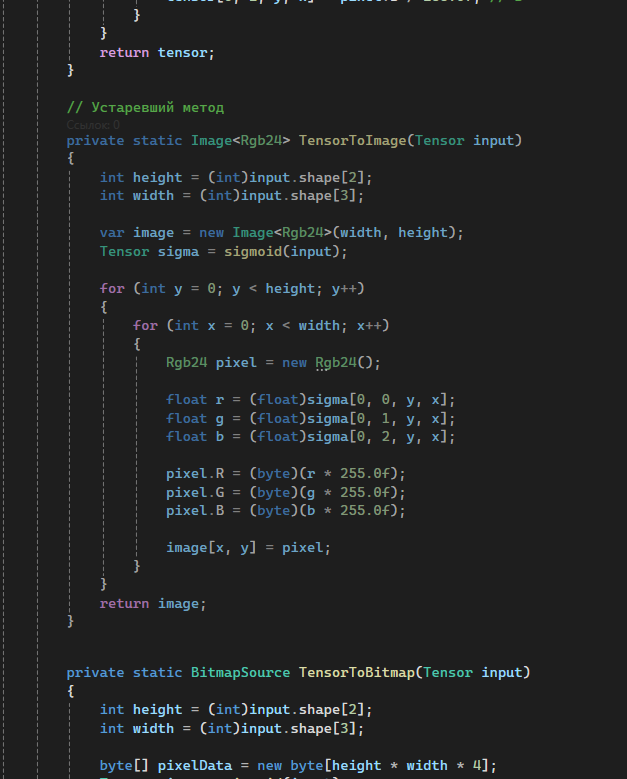 }
}
return tensor;
}
// Устаревший метод
Ссылок: 0
private static Image<Rgb24> TensorToImage(Tensor input)
{
int height = (int)input.shape[2];
int width = (int)input.shape[3];
var image = new Image<Rgb24>(width, height);
Tensor sigma = sigmoid(input);
for (int y = 0; y < height; y++)
{
for (int x = 0; x < width; x++)
{
Rgb24 pixel = new Rgb24();
float r = (float)sigma[0, 0, y, x];
float g = (float)sigma[0, 1, y, x];
float b = (float)sigma[0, 2, y, x];
pixel.R = (byte)(r * 255.0f);
pixel.G = (byte)(g * 255.0f);
pixel.B = (byte)(b * 255.0f);
image[x, y] = pixel;
}
}
return image;
}
private static BitmapSource TensorToBitmap(Tensor input)
{
int height = (int)input.shape[2];
int width = (int)input.shape[3];
byte[] pixelData = new byte[height * width * 4];